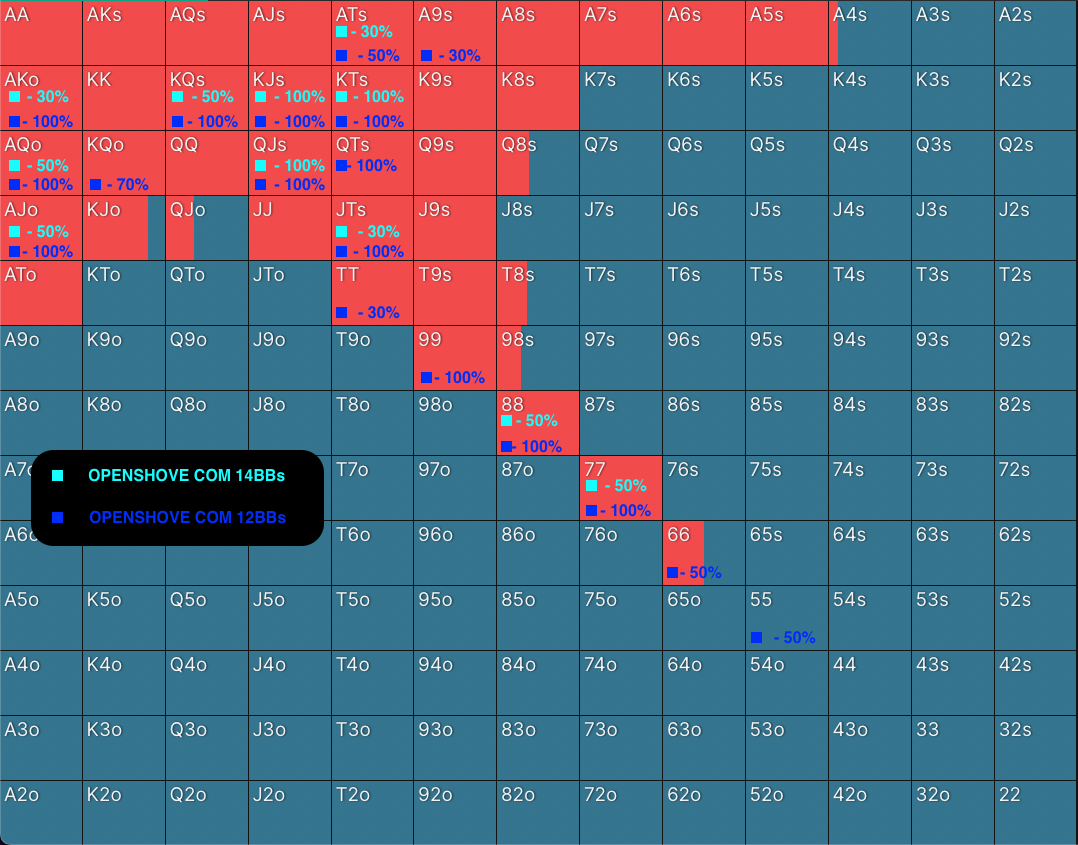 AA AKs AQs AJs ATs A9s A8s A7s A6s A5s A4s A3s A2s
- 30%
- 50% - 30%
AKo KK KQs KJs KTs K9s K8s K7s K6s K5s K4s K3s K2s
- 30% - 50% - 100% - 100%
- 100% - 100% - 100% - 100%
AQo KQo QQ QJs QTs Q9s Q8s Q7s Q6s Q5s Q4s Q3s Q2s
- 50% - 100% - 100%
- 100% - 70% - 100%
AJo KJo QJo JJ JTs J9s J8s J7s J6s J5s J4s J3s J2s
- 50% - 30%
- 100% - 100%
ATo KTo QTo JTo TT T9s T8s T7s T6s T5s T4s T3s T2s
- 30%
A9o K9o Q9o J9o T9o 99 98s 97s 96s 95s 94s 93s 92s
- 100%
A8o K8o Q8o J8o T8o 98o 88 87s 86s 85s 84s 83s 82s
- 50%
- 100%
T7o 97o 87o 77 76s 75s 74s 73s 72s
OPENSHOVE COM 14BBs - 50%
OPENSHOVE COM 12BBs - 100%
T6o 96o 86o 76o 66 65s 64s 63s 62s
- 50%
A5o K5o Q5o J5o T5o 95o 85o 75o 65o 55 54s 53s 52s
- 50%
A4o K4o Q4o J4o T4o 94o 84o 74o 64o 54o 44 43s 42s
A3o K3o Q3o J3o T3o 93o 83o 73o 63o 53o 43o 33 32s
A2o K2o Q2o J2o T2o 92o 82o 72o 62o 52o 42o 32o 22